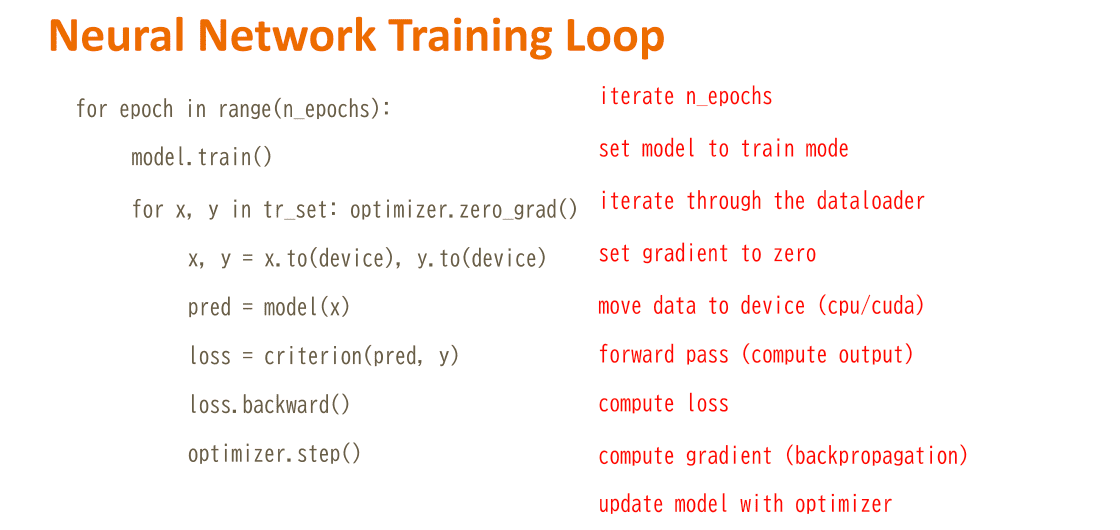 Neural Network Training Loop
for epoch in range(n_epochs):
iterate n_epochs
model.train()
set model to train mode
for x, y in tr_set: optimizer.zero_grad()
iterate through the dataloader
x, y = x.to(device), y.to(device)
set gradient to zero
pred = model(x)
move data to device (cpu/cuda)
loss = criterion(pred, y)
forward pass (compute output)
loss.backward()
compute loss
optimizer.step()
compute gradient (backpropagation)
update model with optimizer